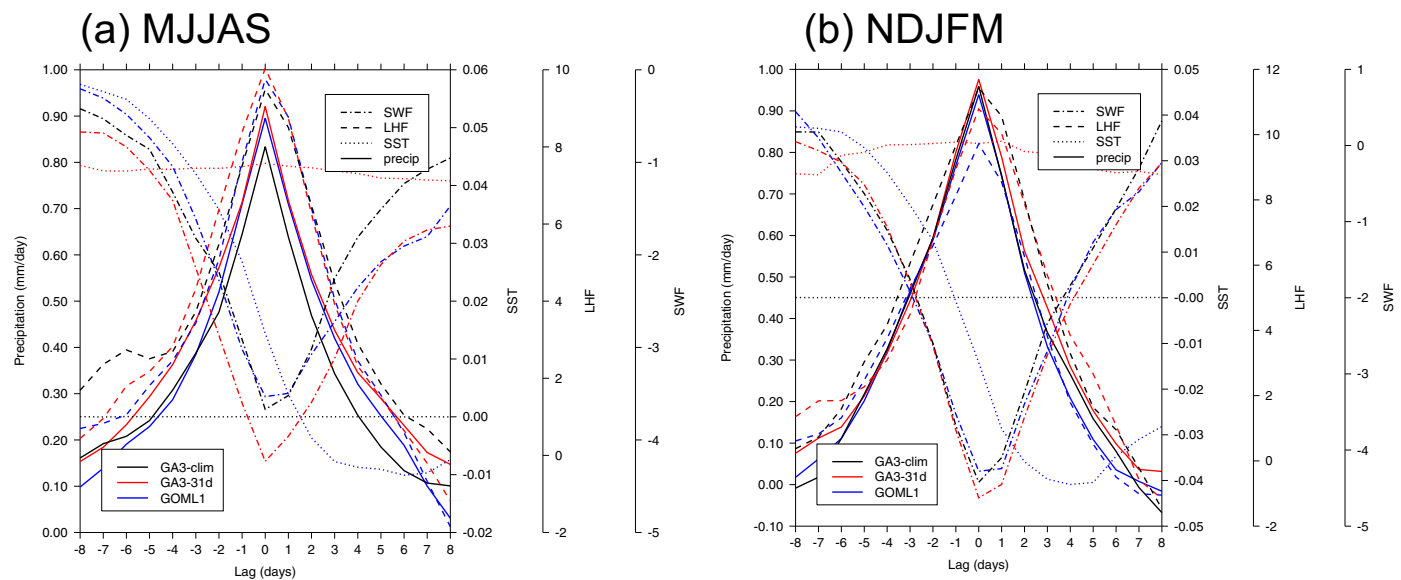 (a) MJJAS
(b) NDJFM
1.00
0.90
0.80
0.70
0.60
0.50
0.40
0.30
0.20
0.10
0.00
Precipitation (mm/day)
-8 -7 -6 -5 -4 -3 -2 -1 0 1 2 3 4 5 6 7 8
Lag (days)
SWF
LHF
SST
precip
GA3-clim
GA3-31d
GOML1
0.06
0.05
0.04
0.03
0.02
0.01
0.00
-0.01
-0.02
SST
10
8
6
4
2
0
-2
LHF
0
-1
-2
-3
-4
-5
SWF
1.00
0.90
0.80
0.70
0.60
0.50
0.40
0.30
0.20
0.10
0.00
-0.10
Precipitation (mm/day)
-8 -7 -6 -5 -4 -3 -2 -1 0 1 2 3 4 5 6 7 8
Lag (days)
SWF
LHF
SST
precip
GA3-clim
GA3-31d
GOML1
0.05
0.04
0.03
0.02
0.01
-0.00
-0.01
-0.02
-0.03
-0.04
-0.05
SST
12
10
8
6
4
2
0
-2
LHF
1
0
-1
-2
-3
-4
-5
SWF